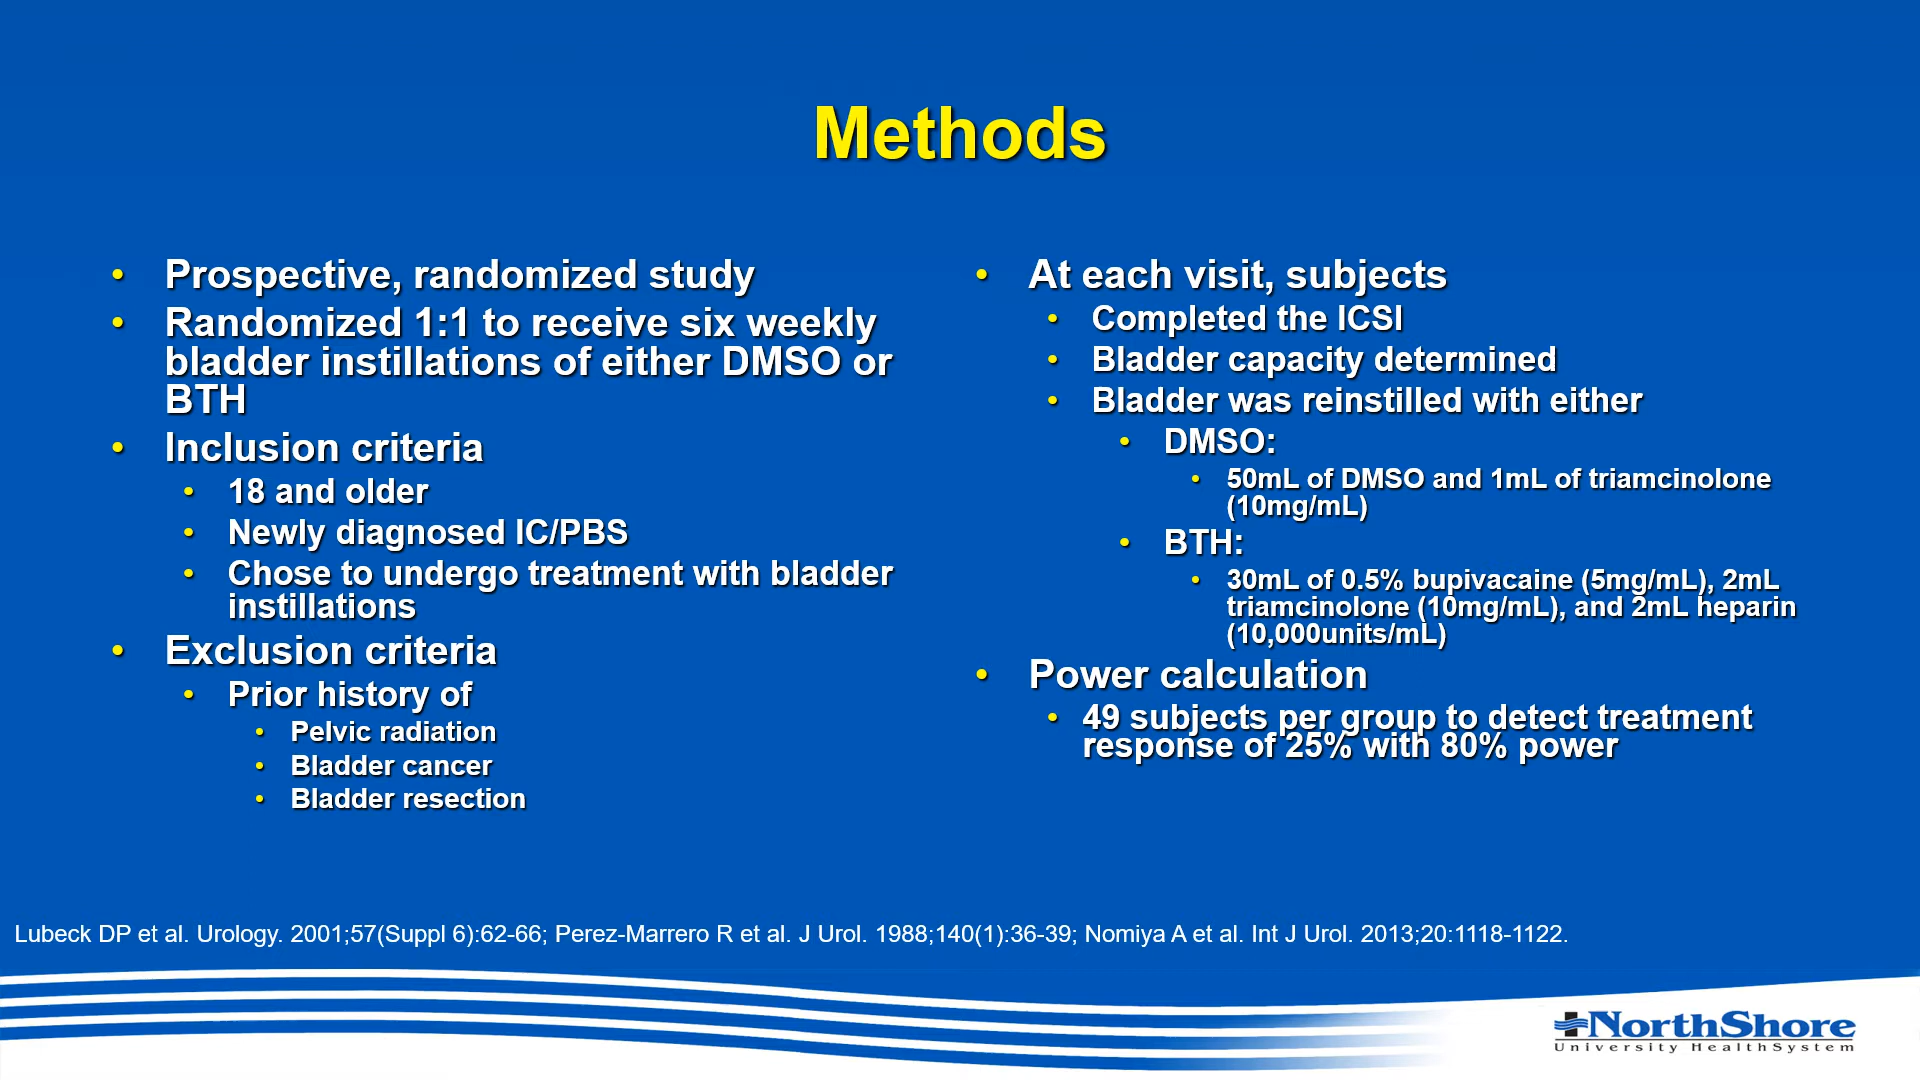 Methods
• Prospective, randomized study
• Randomized 1:1 to receive six weekly
bladder instillations of either DMSO or
BTH
• Inclusion criteria
• 18 and older
• Newly diagnosed IC/PBS
• Chose to undergo treatment with bladder
instillations
• Exclusion criteria
• Prior history of
• Pelvic radiation
• Bladder cancer
• Bladder resection
• At each visit, subjects
• Completed the ICSI
• Bladder capacity determined
• Bladder was reinstilled with either
• DMSO:
• 50mL of DMSO and 1mL of triamcinolone
(10mg/mL)
• BTH:
• 30mL of 0.5% bupivacaine (5mg/mL), 2mL
triamcinolone (10mg/mL), and 2mL heparin
(10,000units/mL)
• Power calculation
• 49 subjects per group to detect treatment
response of 25% with 80% power
Lubeck DP et al. Urology. 2001;57(Suppl 6):62-66; Perez-Marrero R et al. J Urol. 1988;140(1):36-39; Nomiya A et al. Int J Urol. 2013;20:1118-1122.
NorthShore
University HealthSystem